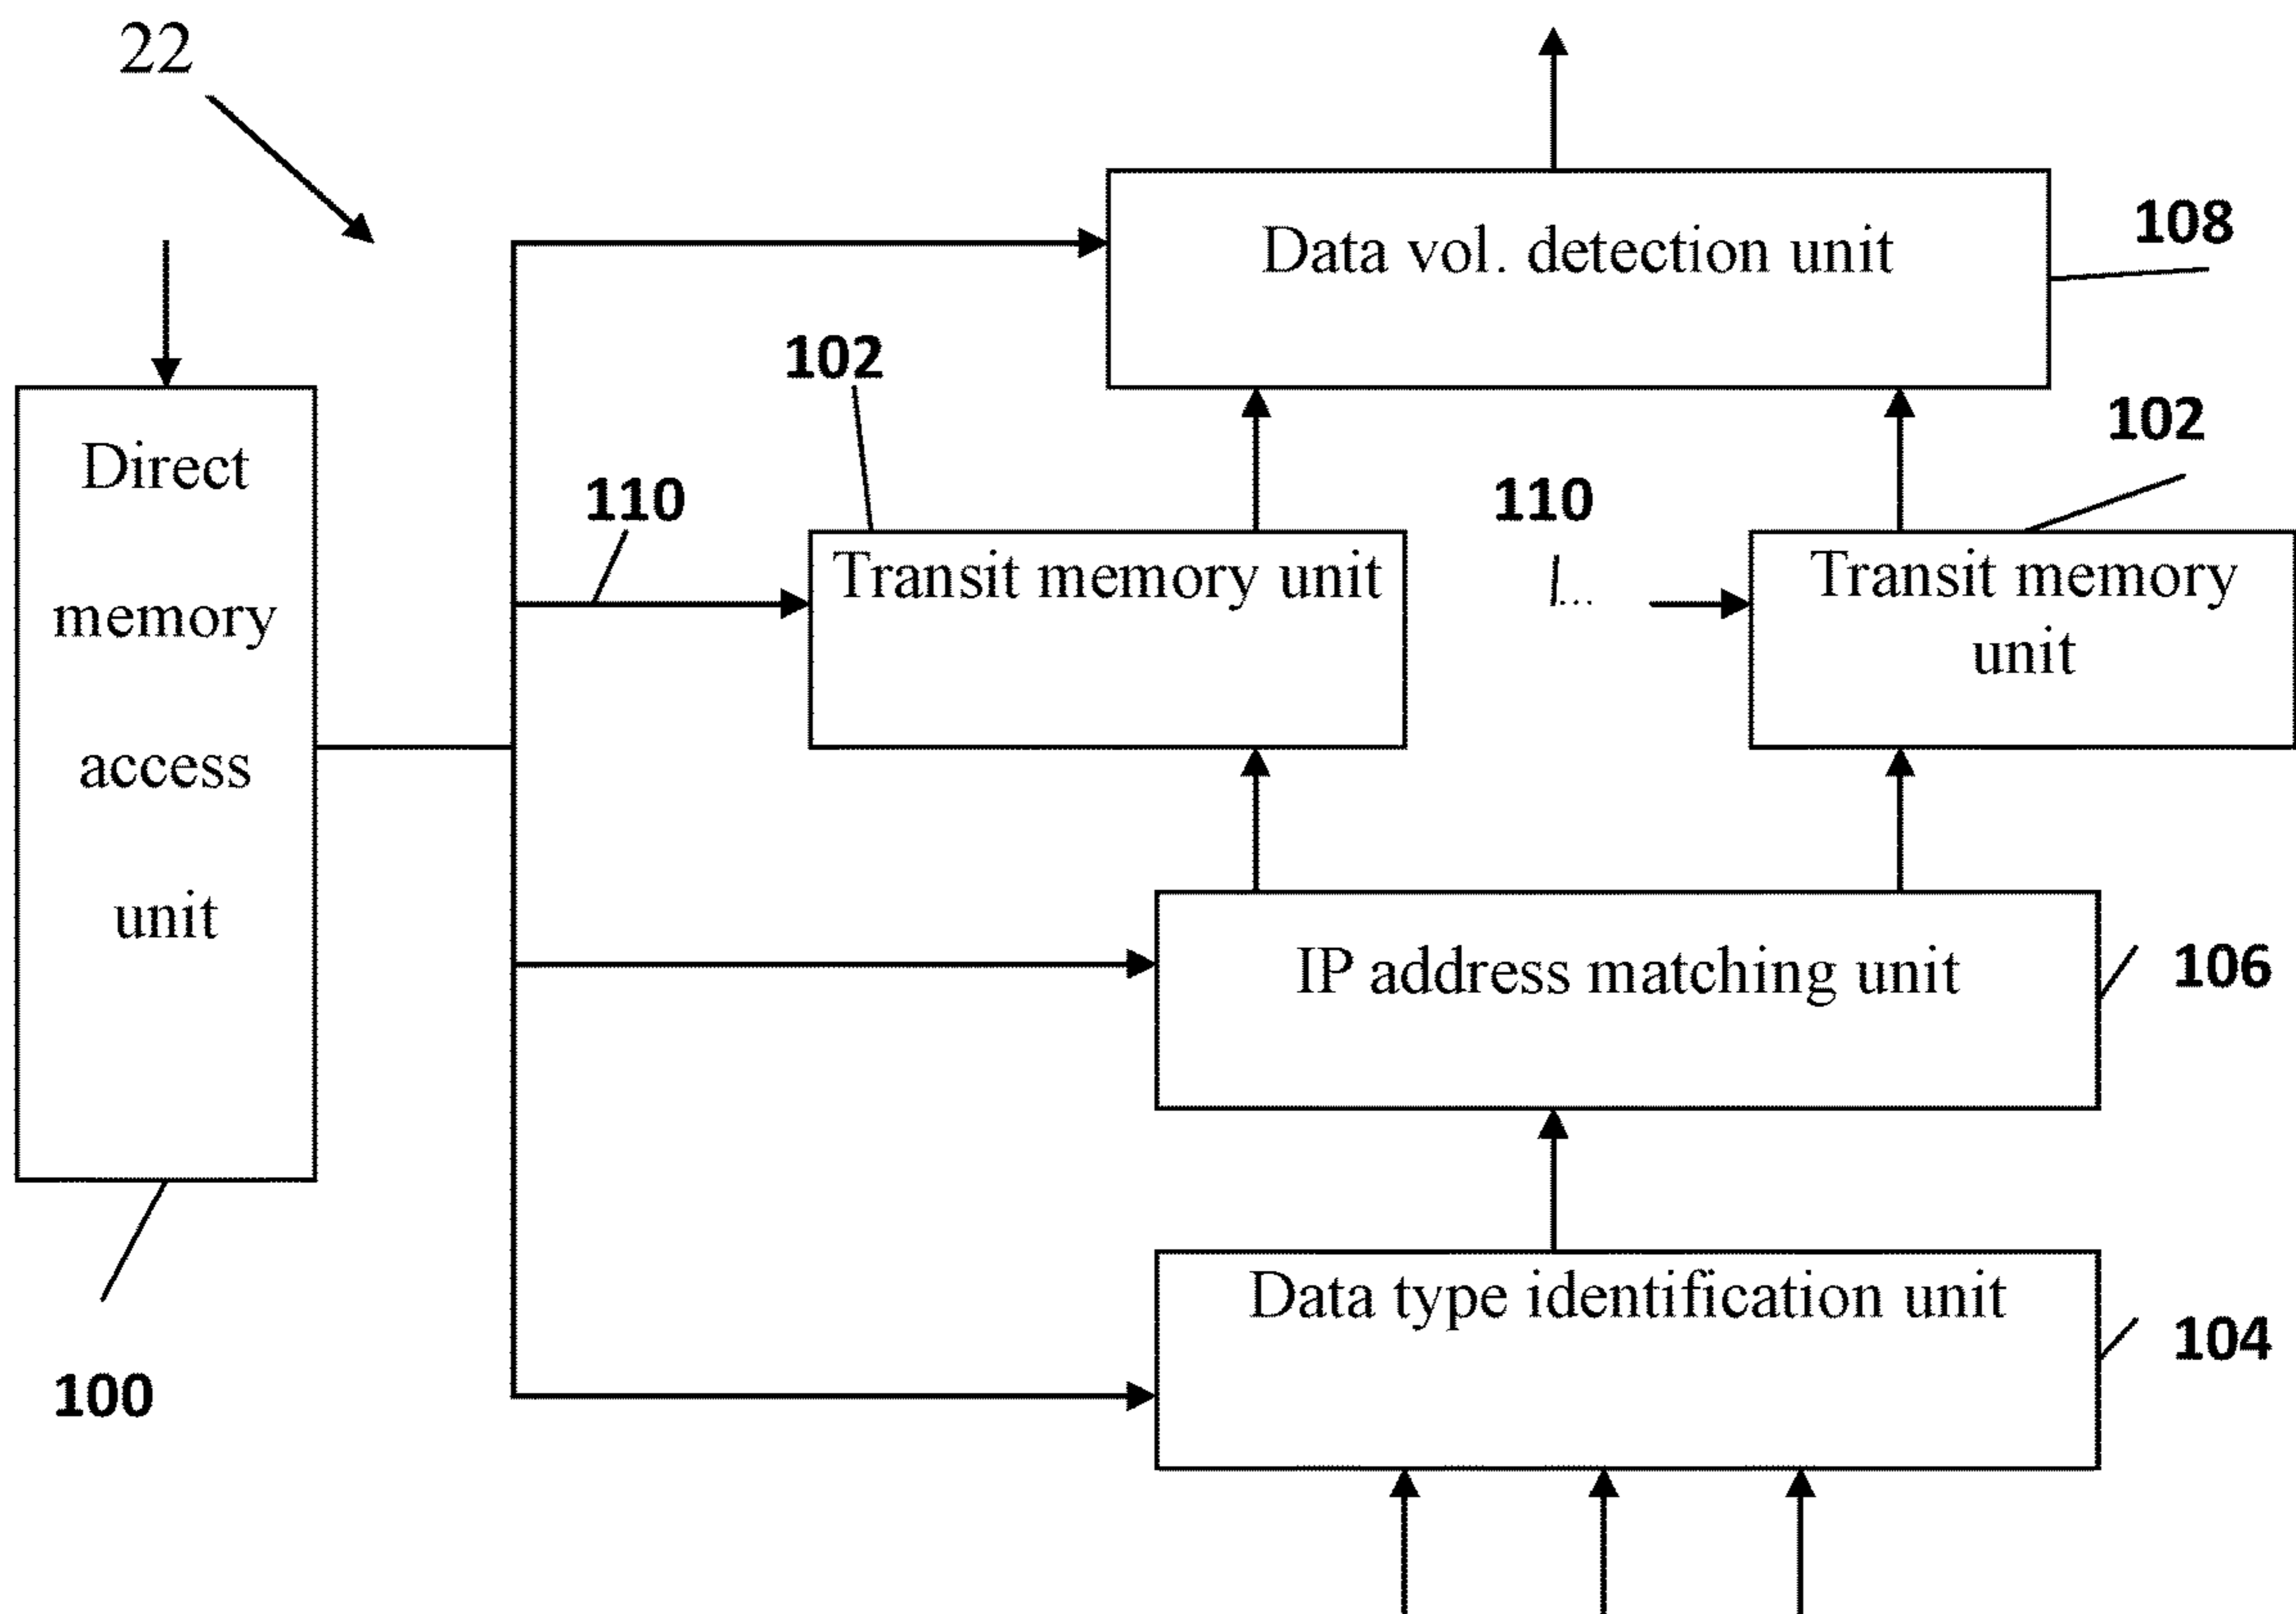 22
Data vol. detection unit
108
102
102
Direct
memory
access
unit
110
110
...
Transit memory unit
Transit memory
unit
IP address matching unit
106
Data type identification unit
104
100